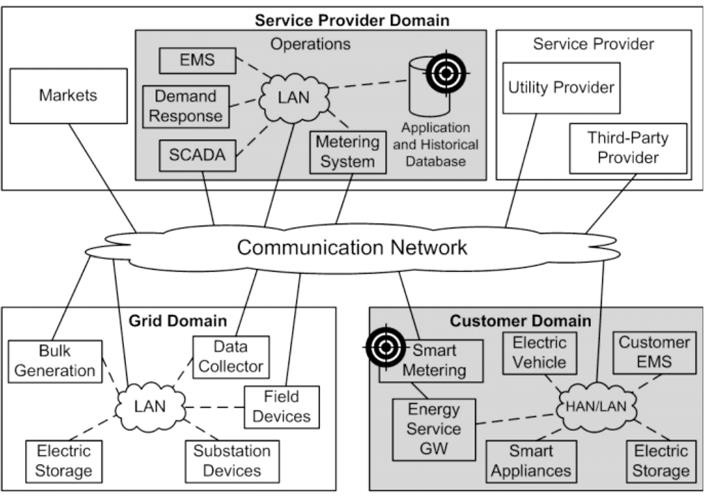 Service Provider Domain
Operations
Service Provider
EMS
Markets
Demand
Response
LAN
Utility Provider
SCADA
Metering
System
Application
and Historical
Database
Third-Party
Provider
Communication Network
Grid Domain
Bulk
Generation
Data
Collector
LAN
Field
Devices
Electric
Storage
Substation
Devices
Customer Domain
Smart
Metering
Electric
Vehicle
Customer
EMS
Energy
Service
GW
HAN/LAN
Smart
Appliances
Electric
Storage